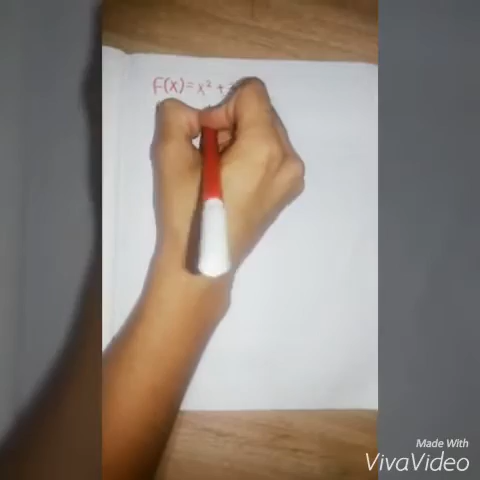 F(x) = x² +
Made With
VivaVideo